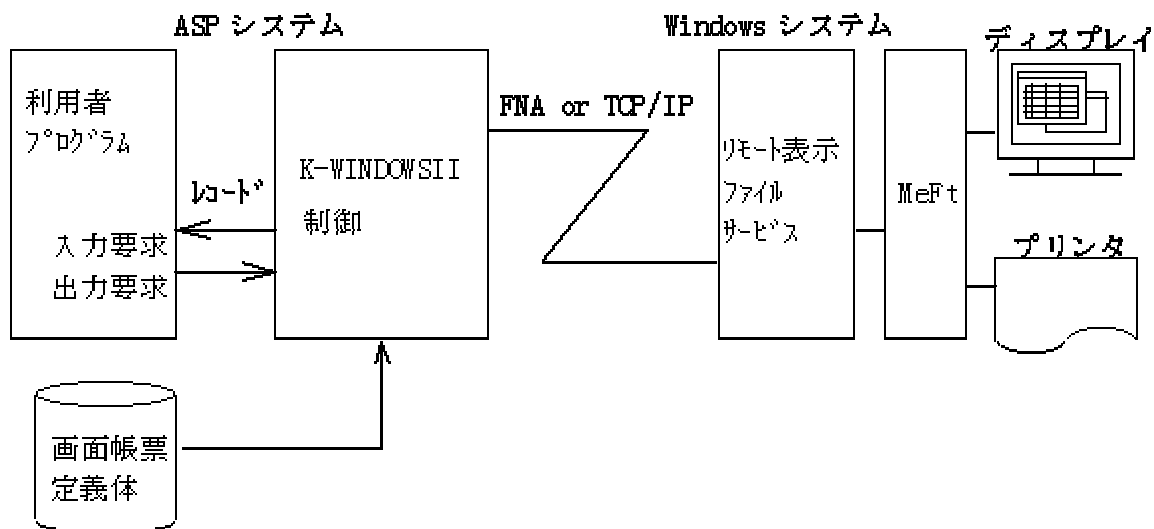 ASP システム
Windows システム
ディスプレイ
利用者
ﾌﾟﾛｸﾞﾗﾑ
FNA or TCP/IP
K-WINDOWSII
制御
ﾚｺｰﾄﾞ
ﾘﾓｰﾄ表示
ﾌｧｲﾙ
ｻｰﾋﾞｽ
MeFt
入力要求
出力要求
プリンタ
画面帳票
定義体